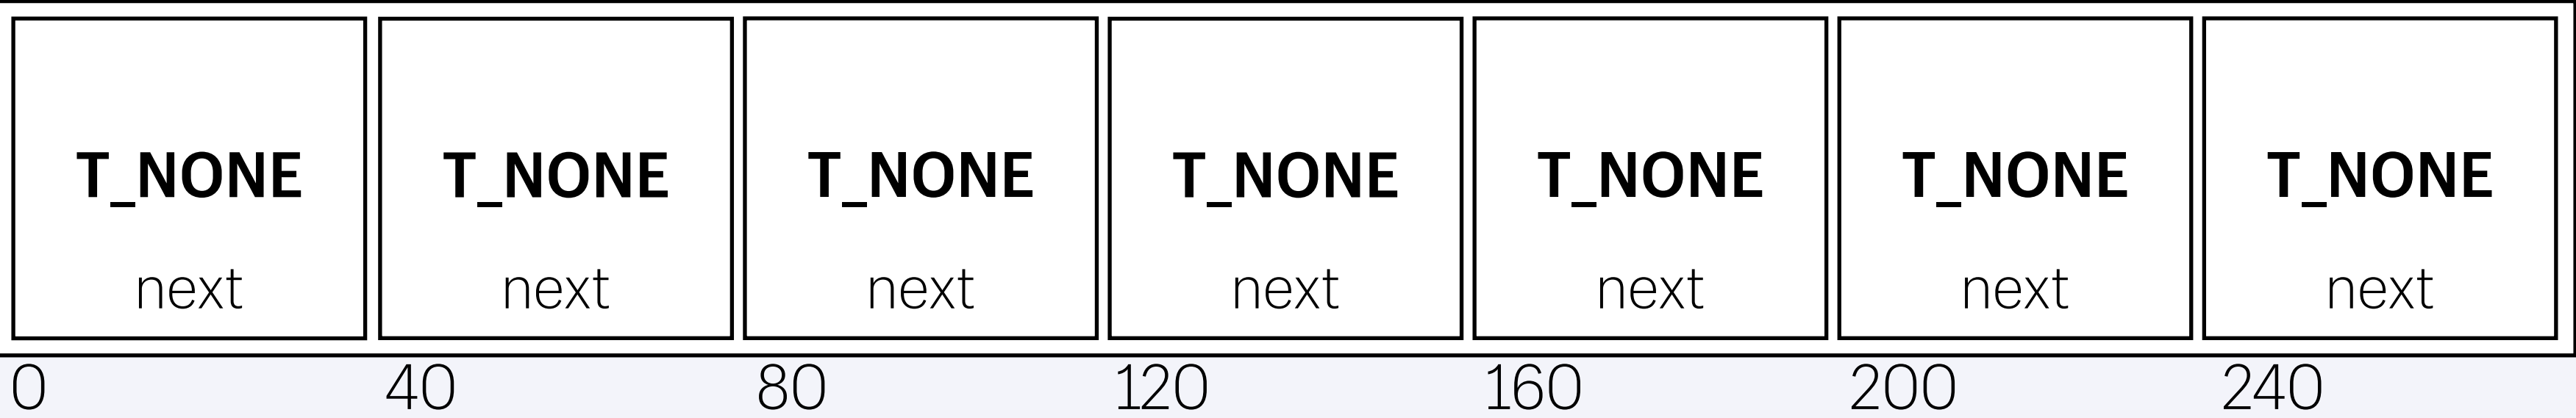 T_NONE T_NONE T_NONE T_NONE T_NONE T_NONE T_NONE
next next next next next next next
0 40 80 120 160 200 240